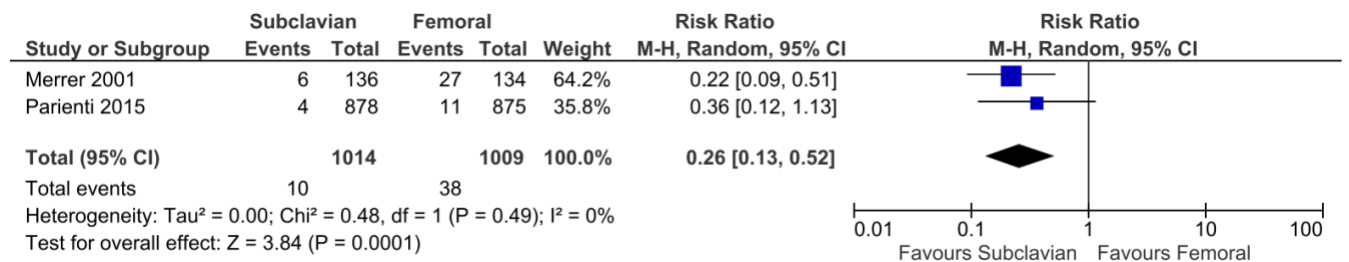 Subclavian Femoral Risk Ratio Risk Ratio
Study or Subgroup Events Total Events Total Weight M-H, Random, 95% CI M-H, Random, 95% CI
Merrer 2001 6 136 27 134 64.2% 0.22 [0.09, 0.51]
Parienti 2015 4 878 11 875 35.8% 0.36 [0.12, 1.13]
Total (95% CI) 1014 1009 100.0% 0.26 [0.13, 0.52]
Total events 10 38
Heterogeneity: Tau² = 0.00; Chi² = 0.48, df = 1 (P = 0.49); I² = 0%
Test for overall effect: Z = 3.84 (P = 0.0001)
0.01 0.1 1 10 100
Favours Subclavian Favours Femoral